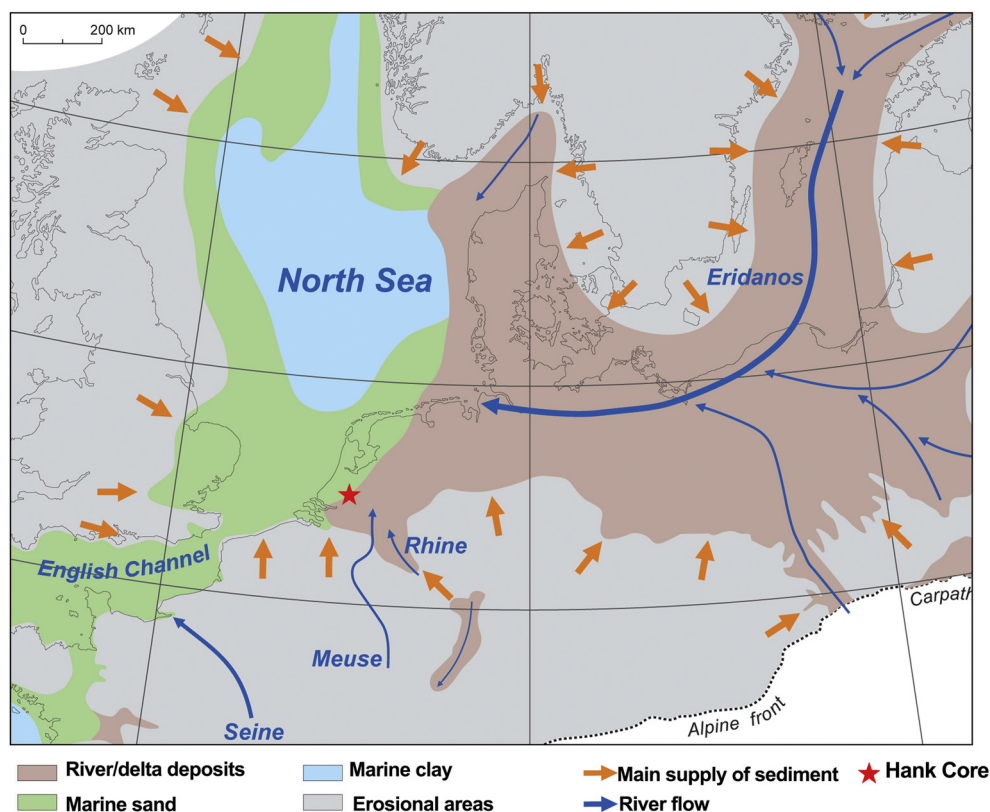 0 200 km
North Sea
Eridanos
Rhine
English Channel
Meuse
Seine
Carpath
Alpine front
River/delta deposits
Marine clay
Main supply of sediment
Hank Core
Marine sand
Erosional areas
River flow